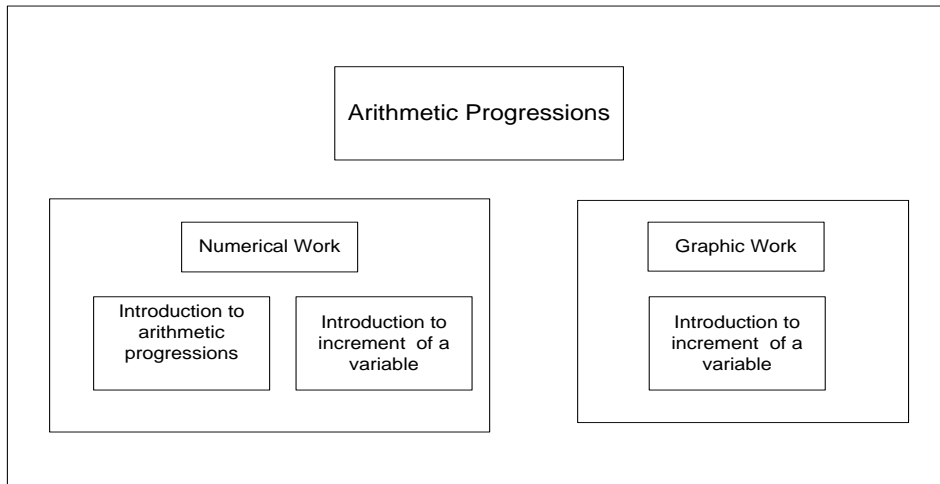 Arithmetic Progressions
Numerical Work
Graphic Work
Introduction to
arithmetic
progressions
Introduction to
increment of a
variable
Introduction to
increment of a
variable